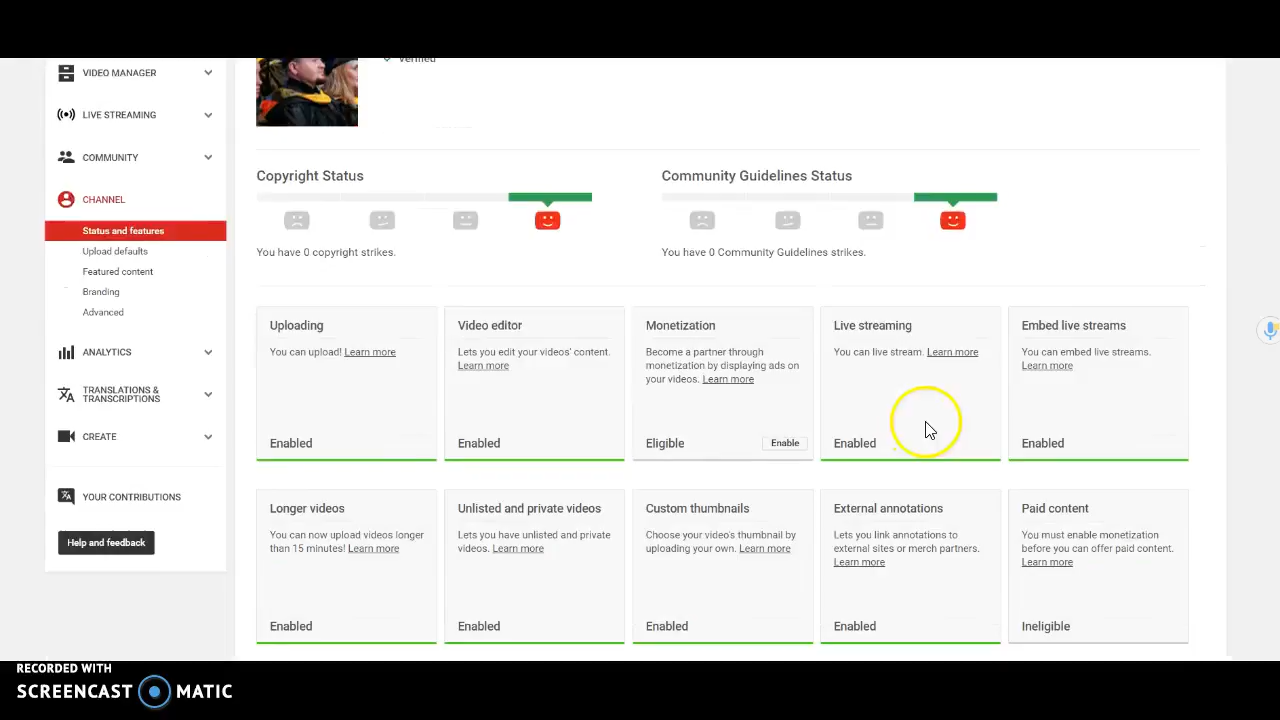 Verified
VIDEO MANAGER
LIVE STREAMING
COMMUNITY
CHANNEL
Status and features
Upload defaults
Featured content
Branding
Advanced
ANALYTICS
TRANSLATIONS &
TRANSCRIPTIONS
CREATE
YOUR CONTRIBUTIONS
Help and feedback
Copyright Status
You have 0 copyright strikes.
Community Guidelines Status
You have 0 Community Guidelines strikes.
Uploading
You can upload! Learn more
Enabled
Video editor
Lets you edit your videos' content.
Learn more
Enabled
Monetization
Become a partner through
monetization by displaying ads on
your videos. Learn more
Eligible
Enable
Live streaming
You can live stream. Learn more
Enabled
Embed live streams
You can embed live streams.
Learn more
Enabled
Longer videos
You can now upload videos longer
than 15 minutes! Learn more
Enabled
Unlisted and private videos
Lets you have unlisted and private
videos. Learn more
Enabled
Custom thumbnails
Choose your video's thumbnail by
uploading your own. Learn more
Enabled
External annotations
Lets you link annotations to
external sites or merch partners.
Learn more
Enabled
Paid content
You must enable monetization
before you can offer paid content.
Learn more
Ineligible
RECORDED WITH
SCREENCAST MATIC